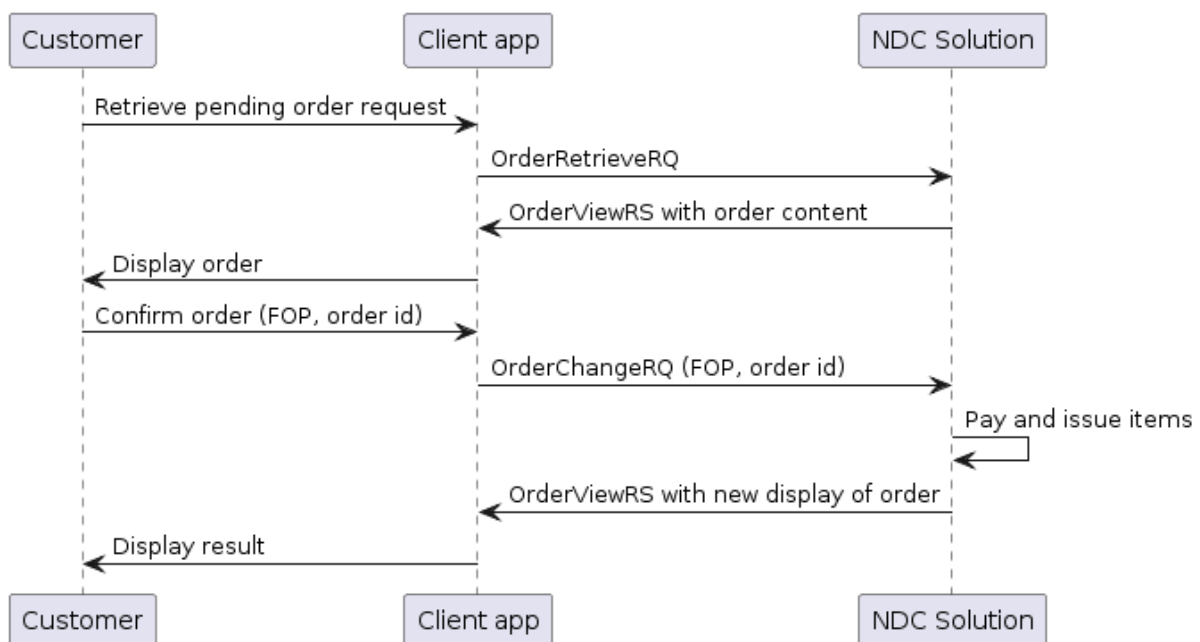 Customer Client app NDC Solution
Retrieve pending order request
OrderRetrieveRQ
OrderViewRS with order content
Display order
Confirm order (FOP, order id)
OrderChangeRQ (FOP, order id)
Pay and issue items
OrderViewRS with new display of order
Display result
Customer Client app NDC Solution